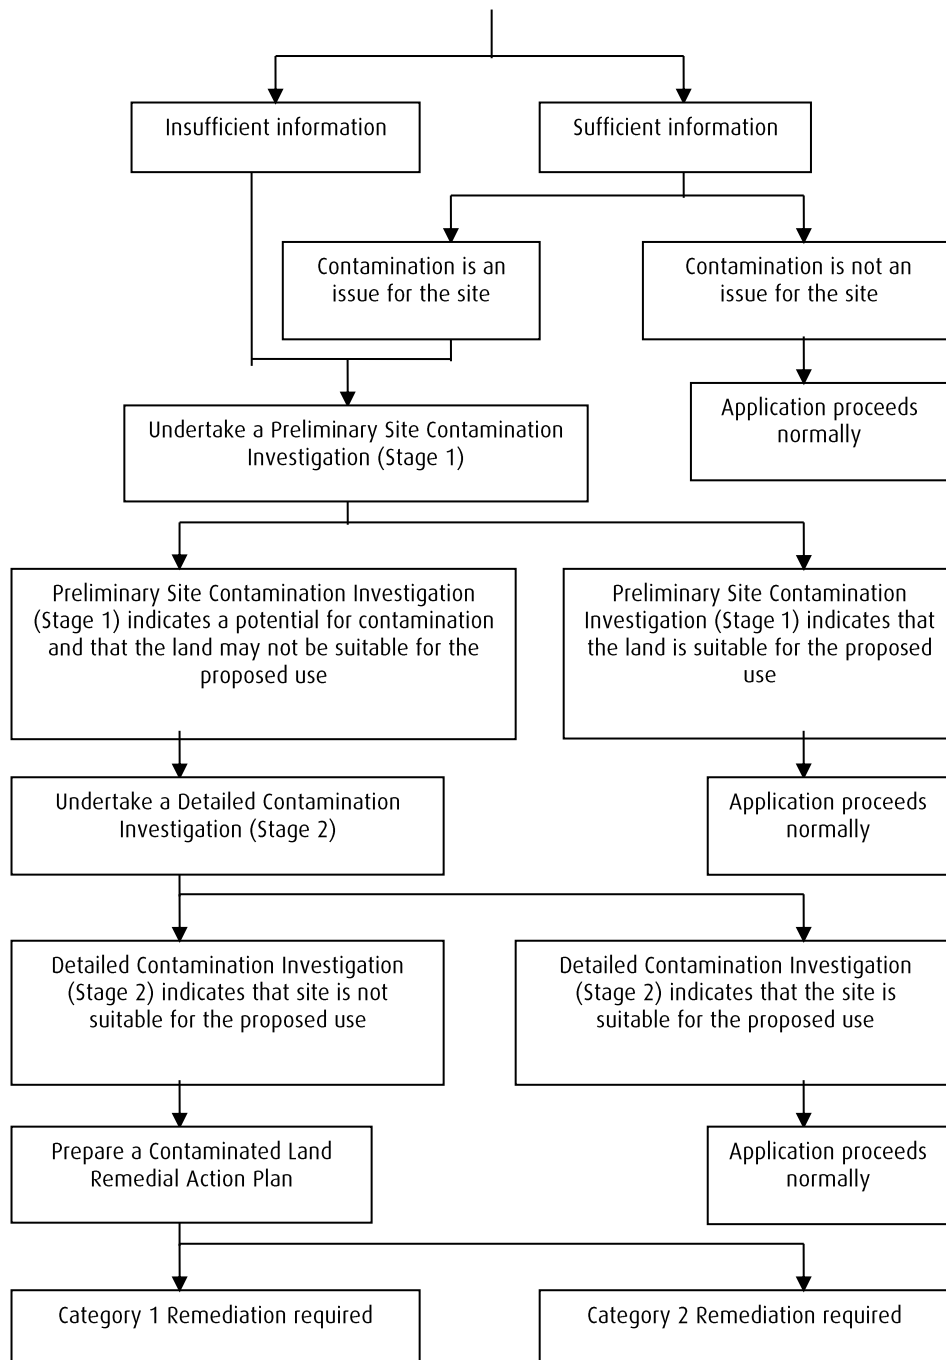 Insufficient information
Sufficient information
Contamination is an
issue for the site
Contamination is not an
issue for the site
Application proceeds
normally
Undertake a Preliminary Site Contamination
Investigation (Stage 1)
Preliminary Site Contamination Investigation
(Stage 1) indicates a potential for contamination
and that the land may not be suitable for the
proposed use
Preliminary Site Contamination
Investigation (Stage 1) indicates that
the land is suitable for the proposed
use
Undertake a Detailed Contamination
Investigation (Stage 2)
Application proceeds
normally
Detailed Contamination Investigation
(Stage 2) indicates that site is not
suitable for the proposed use
Detailed Contamination Investigation
(Stage 2) indicates that the site is
suitable for the proposed use
Prepare a Contaminated Land
Remedial Action Plan
Application proceeds
normally
Category 1 Remediation required
Category 2 Remediation required